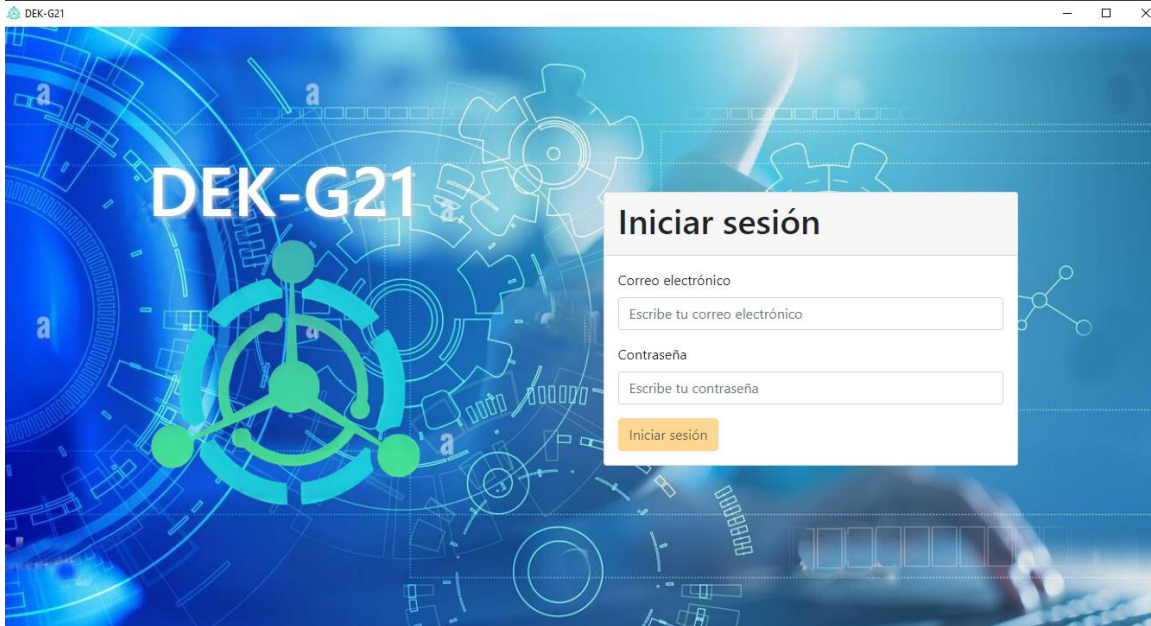 DEK-G21
DEK-G21
Iniciar sesión
Correo electrónico
Escribe tu correo electrónico
Contraseña
Escribe tu contraseña
Iniciar sesión
a
a
a
a
a
a